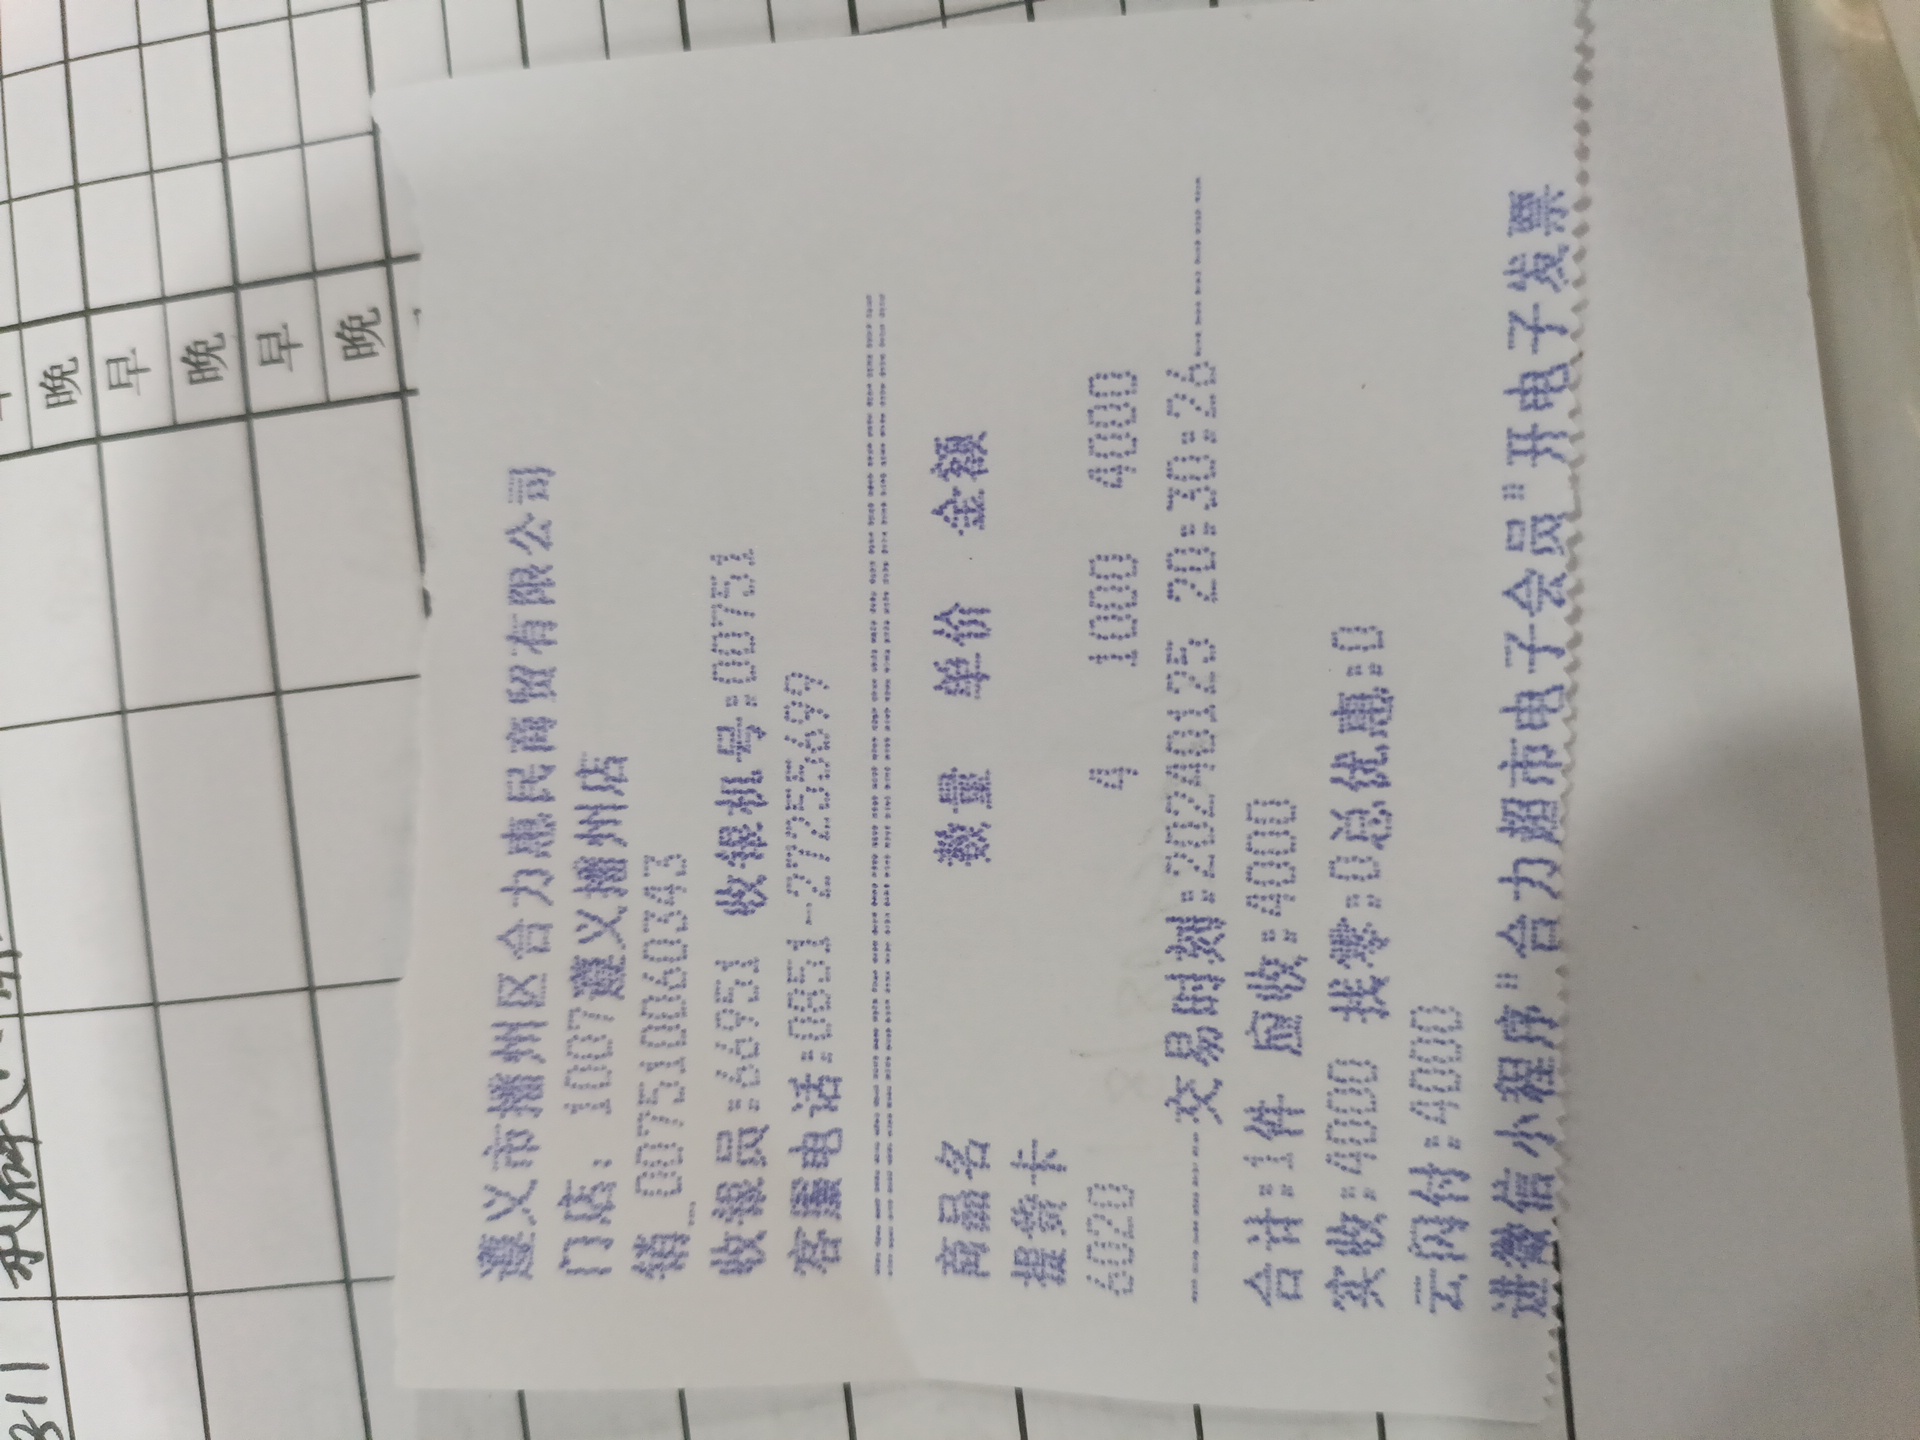 遵义市播州区合力惠民商贸有限公司
门店: 1007遵义播州店
销_0075100600343
收银员:66951 收银机号:00751
客服电话:0851-27255699
商品名 数量 单价 金额
提货卡
6020 4 1000 4000
交易时刻:20240125 20:30:26
合计:1件 应收:4000
实收:4000 找零:0总优惠:0
云闪付:4000
进微信小程序"合力超市电子会员"开电子发票
晚
早
晚
早
晚